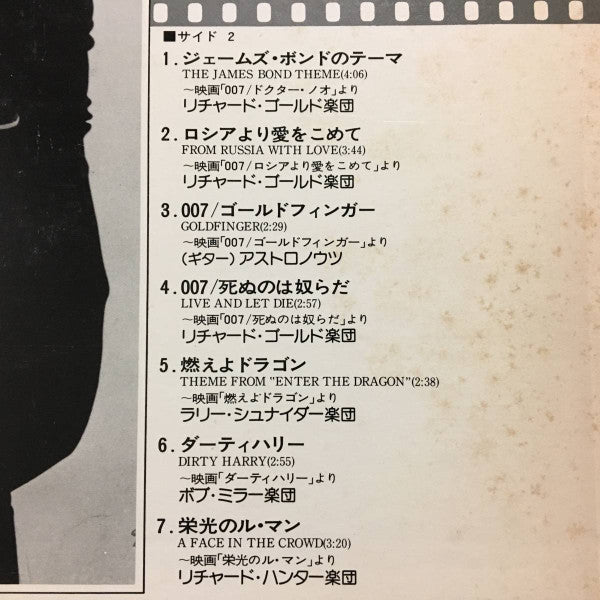 ■サイド 2
1.ジェームズ・ボンドのテーマ
THE JAMES BOND THEME(4:06)
〜映画「007/ドクター・ノオ」より
リチャード・ゴールド楽団
2.ロシアより愛をこめて
FROM RUSSIA WITH LOVE(3:44)
〜映画「007/ロシアより愛をこめて」より
リチャード・ゴールド楽団
3.007/ゴールドフィンガー
GOLDFINGER(2:29)
〜映画「007/ゴールドフィンガー」より
(ギター)アストロノウツ
4.007/死ぬのは奴らだ
LIVE AND LET DIE(2:57)
〜映画「007/死ぬのは奴らだ」より
リチャード・ゴールド楽団
5.燃えよドラゴン
THEME FROM "ENTER THE DRAGON"(2:38)
〜映画「燃えよドラゴン」より
ラリー・シュナイダー楽団
6.ダーティハリー
DIRTY HARRY(2:55)
〜映画「ダーティハリー」より
ボブ・ミラー楽団
7.栄光のル・マン
A FACE IN THE CROWD(3:20)
〜映画「栄光のル・マン」より
リチャード・ハンター楽団